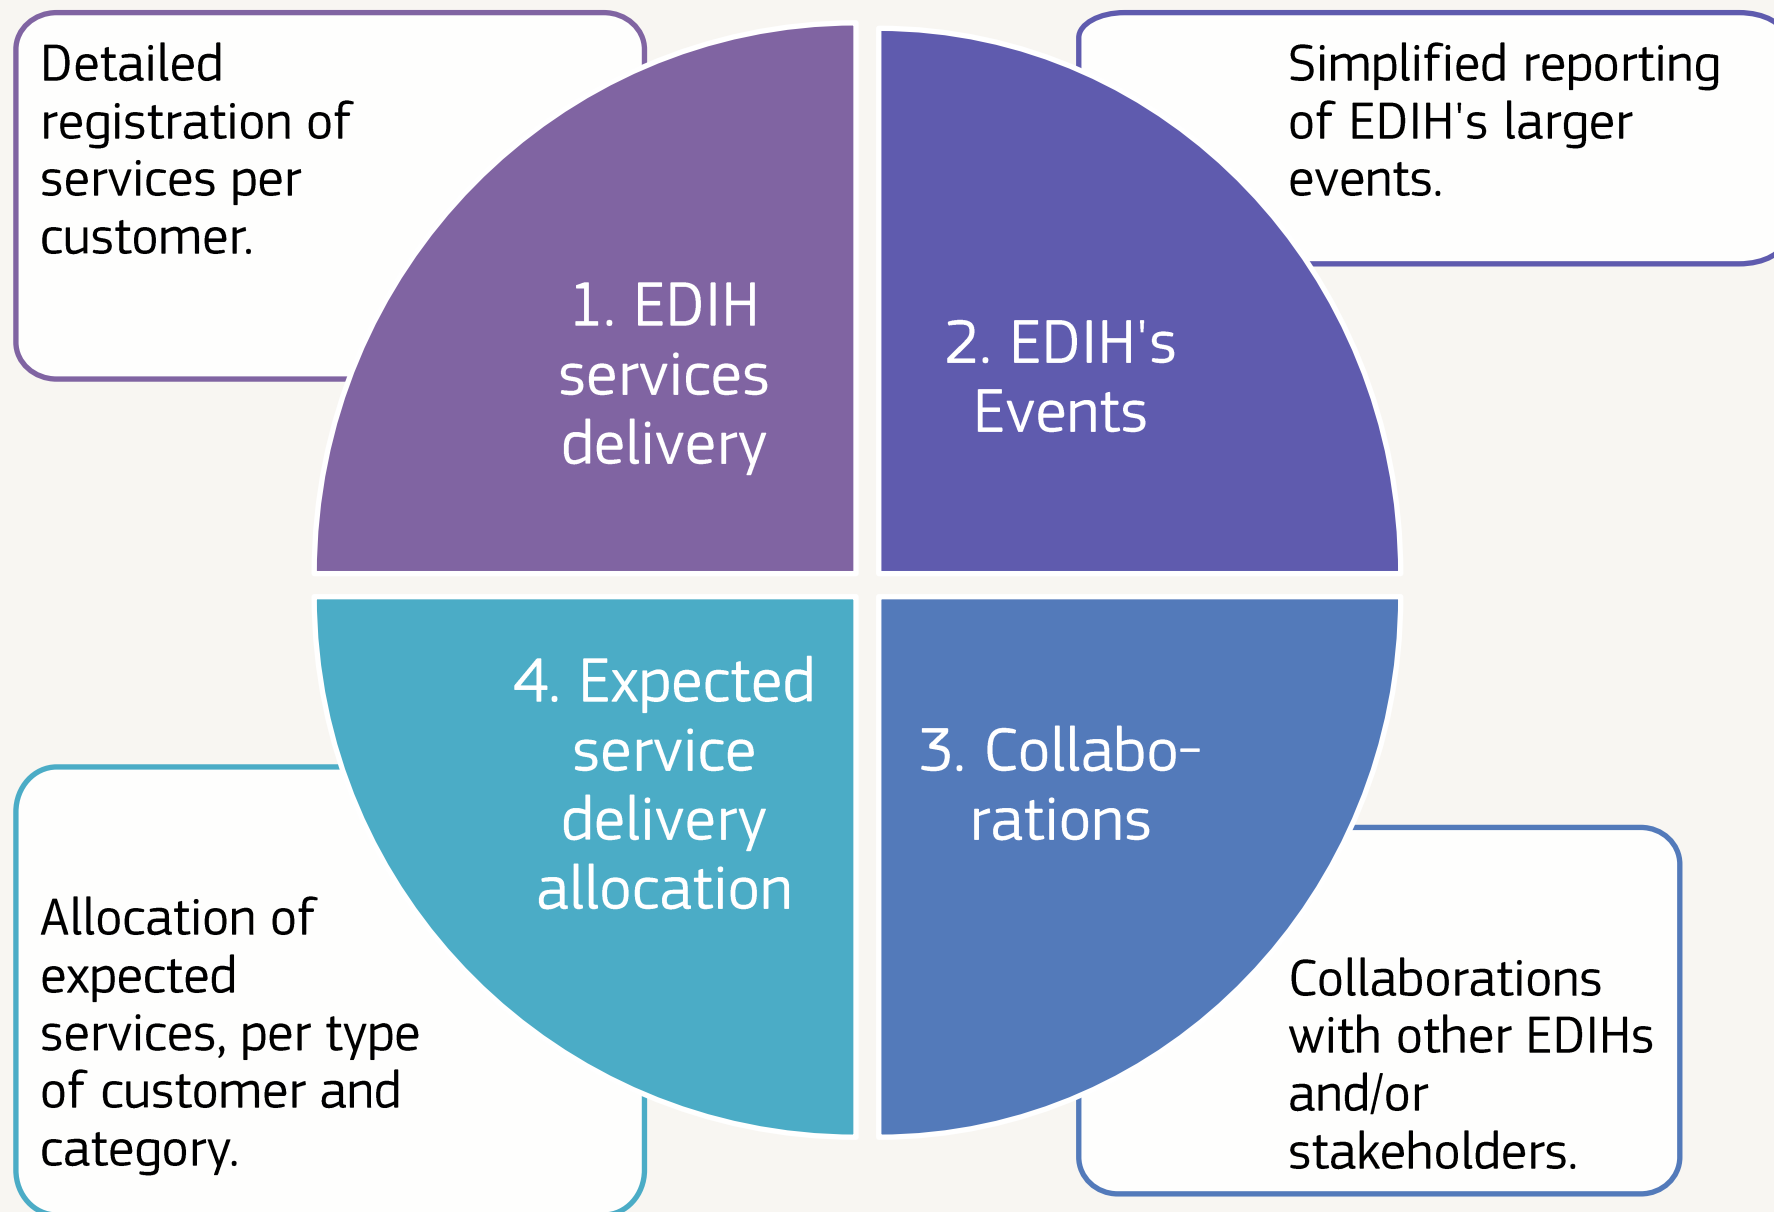 Detailed
registration of
services per
customer.
1. EDIH
services
delivery
Simplified reporting
of EDIH's larger
events.
2. EDIH's
Events
3. Collabo-
rations
Collaborations
with other EDIHs
and/or
stakeholders.
4. Expected
service
delivery
allocation
Allocation of
expected
services, per type
of customer and
category.